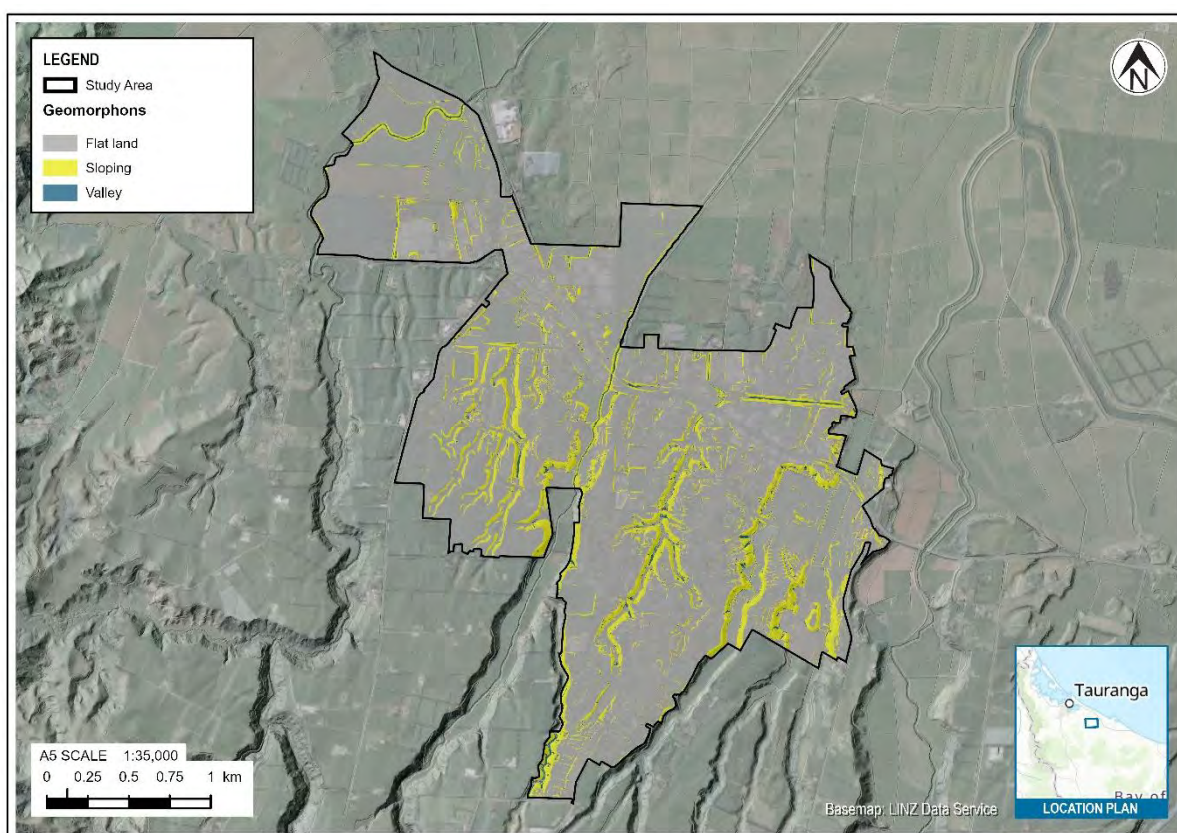 LEGEND
Study Area
Geomorphons
Flat land
Sloping
Valley
N
A5 SCALE 1:35,000
0 0.25 0.5 0.75 1 km
Basemap: LINZ Data Service
Tauranga
Bay of
LOCATION PLAN